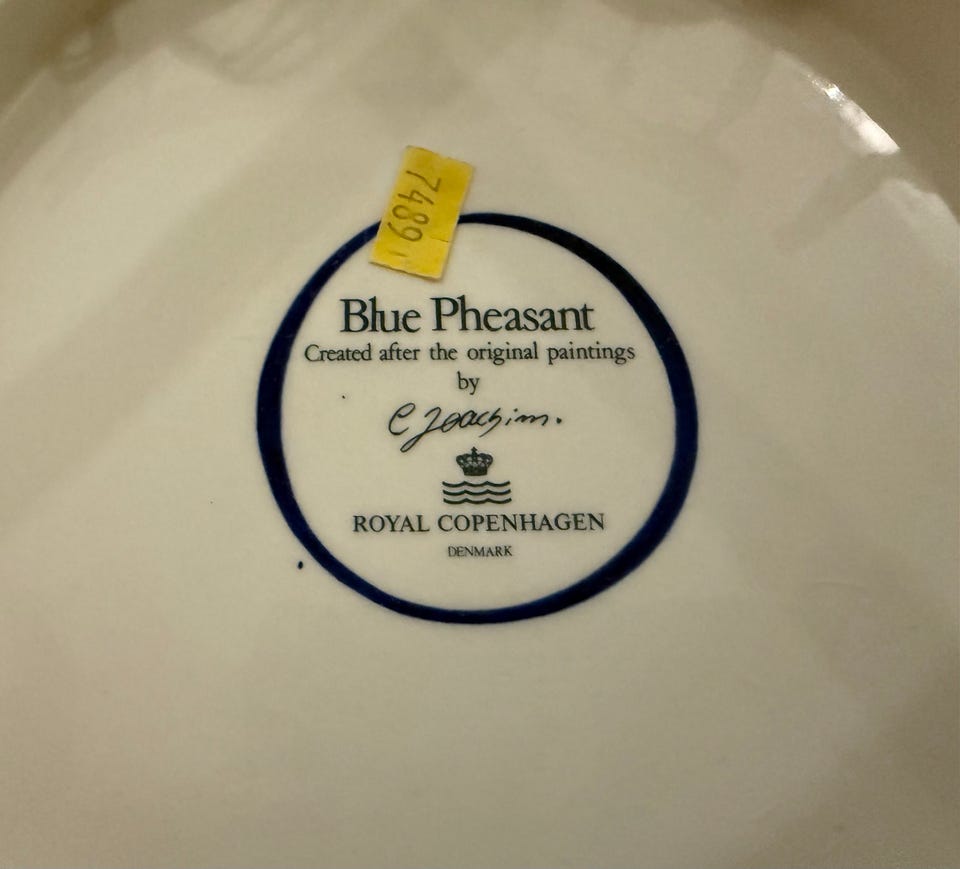 7489
Blue Pheasant
Created after the original paintings
by
C Joachim.
ROYAL COPENHAGEN
DENMARK